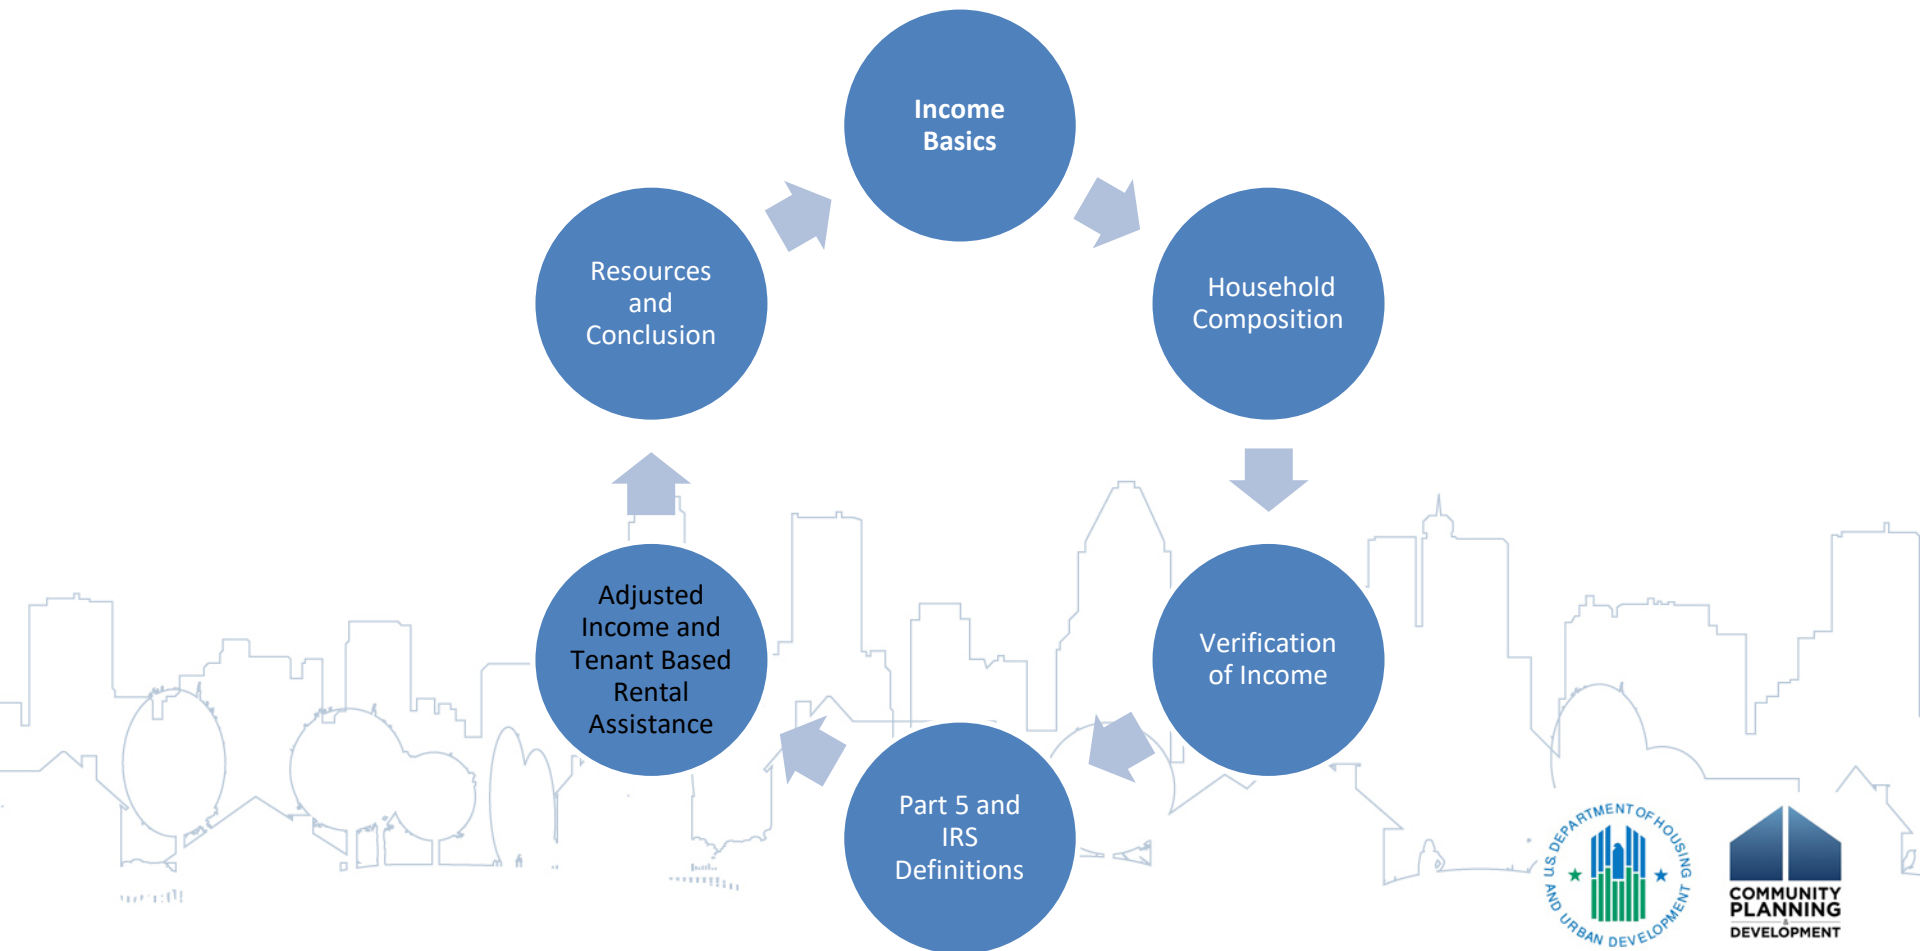 Income
Basics
Household
Composition
Verification
of Income
Part 5 and
IRS
Definitions
Adjusted
Income and
Tenant Based
Rental
Assistance
Resources
and
Conclusion
U.S. DEPARTMENT OF HOUSING
AND URBAN DEVELOPMENT
COMMUNITY
PLANNING
&
DEVELOPMENT